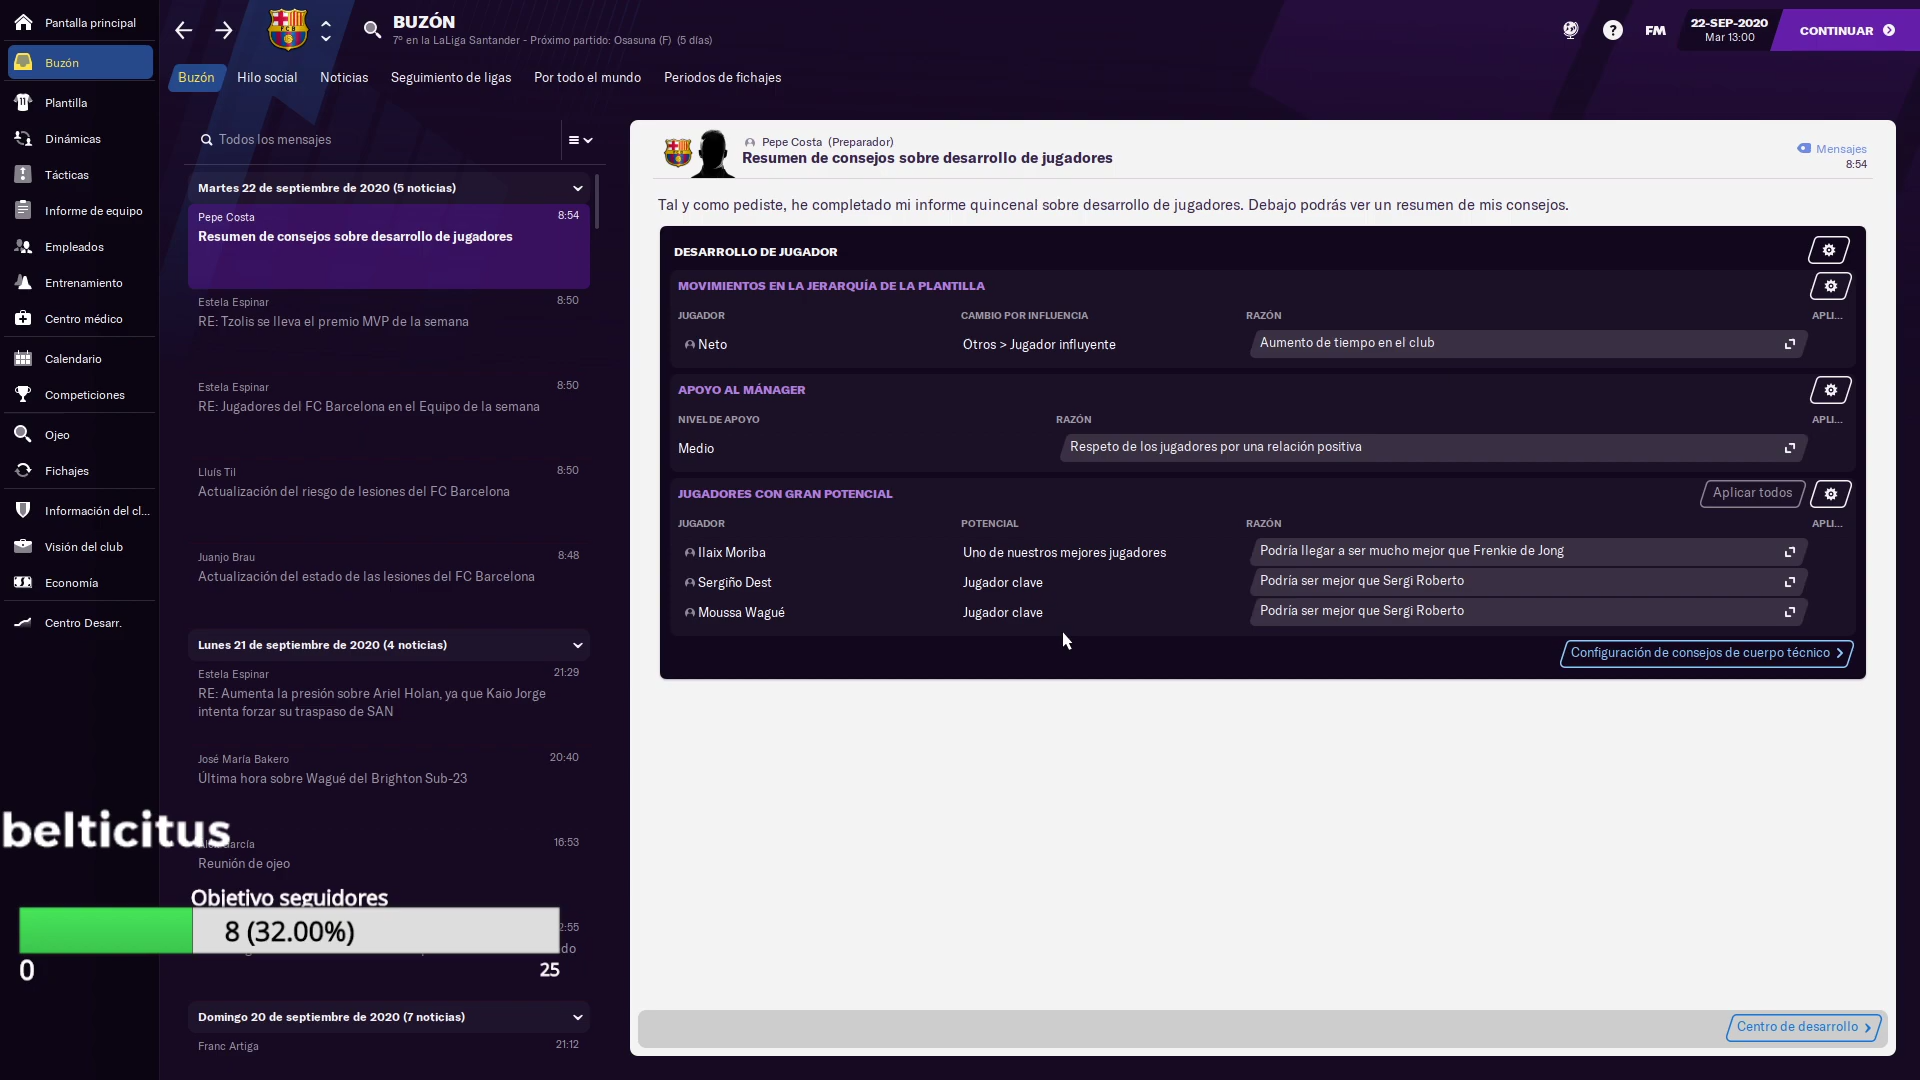 Pantalla principal
Buzón
Plantilla
Dinámicas
Tácticas
Informe de equipo
Empleados
Entrenamiento
Centro médico
Calendario
Competiciones
Ojeo
Fichajes
Información del cl...
Visión del club
Economía
Centro Desarr.
BUZÓN
7º en la LaLiga Santander - Próximo partido: Osasuna (F) (5 días)
FM
22-SEP-2020
Mar 13:00
CONTINUAR
Buzón Hilo social Noticias Seguimiento de ligas Por todo el mundo Periodos de fichajes
Todos los mensajes
Martes 22 de septiembre de 2020 (5 noticias)
Pepe Costa 8:54
Resumen de consejos sobre desarrollo de jugadores
Estela Espinar 8:50
RE: Tzolis se lleva el premio MVP de la semana
Estela Espinar 8:50
RE: Jugadores del FC Barcelona en el Equipo de la semana
Lluís Til 8:50
Actualización del riesgo de lesiones del FC Barcelona
Juanjo Brau 8:48
Actualización del estado de las lesiones del FC Barcelona
Lunes 21 de septiembre de 2020 (4 noticias)
Estela Espinar 21:29
RE: Aumenta la presión sobre Ariel Holan, ya que Kaio Jorge
intenta forzar su traspaso de SAN
José María Bakero 20:40
Última hora sobre Wagué del Brighton Sub-23
belticitus
García 16:53
Reunión de ojeo
Objetivo seguidores
8 (32.00%)
2:55
do
0 25
Domingo 20 de septiembre de 2020 (7 noticias)
Franc Artiga 21:12
Pepe Costa (Preparador)
Resumen de consejos sobre desarrollo de jugadores
Mensajes
8:54
Tal y como pediste, he completado mi informe quincenal sobre desarrollo de jugadores. Debajo podrás ver un resumen de mis consejos.
DESARROLLO DE JUGADOR
MOVIMIENTOS EN LA JERARQUÍA DE LA PLANTILLA
JUGADOR CAMBIO POR INFLUENCIA RAZÓN APLI...
Neto Otros > Jugador influyente Aumento de tiempo en el club
APOYO AL MÁNAGER
NIVEL DE APOYO RAZÓN APLI...
Medio Respeto de los jugadores por una relación positiva
JUGADORES CON GRAN POTENCIAL Aplicar todos
JUGADOR POTENCIAL RAZÓN APLI...
Ilaix Moriba Uno de nuestros mejores jugadores Podría llegar a ser mucho mejor que Frenkie de Jong
Sergiño Dest Jugador clave Podría ser mejor que Sergi Roberto
Moussa Wagué Jugador clave Podría ser mejor que Sergi Roberto
Configuración de consejos de cuerpo técnico
Centro de desarrollo